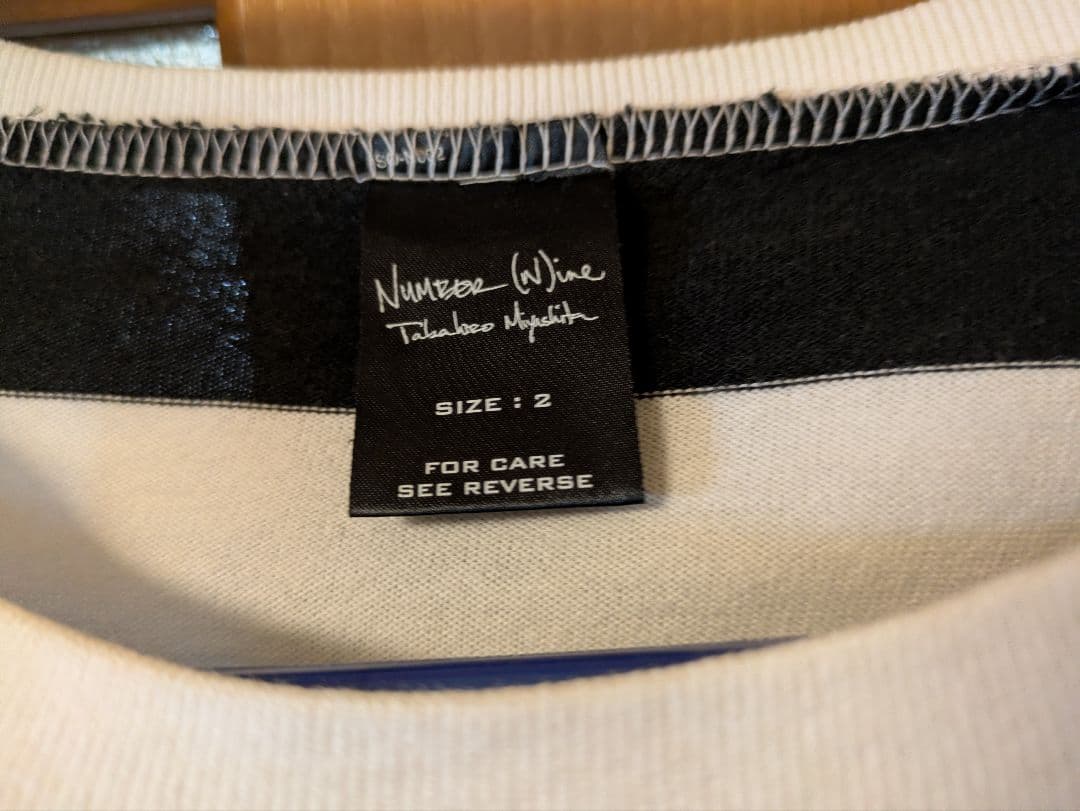 NUMBER (N)ine
Takahiro Miyashita
SIZE : 2
FOR CARE
SEE REVERSE